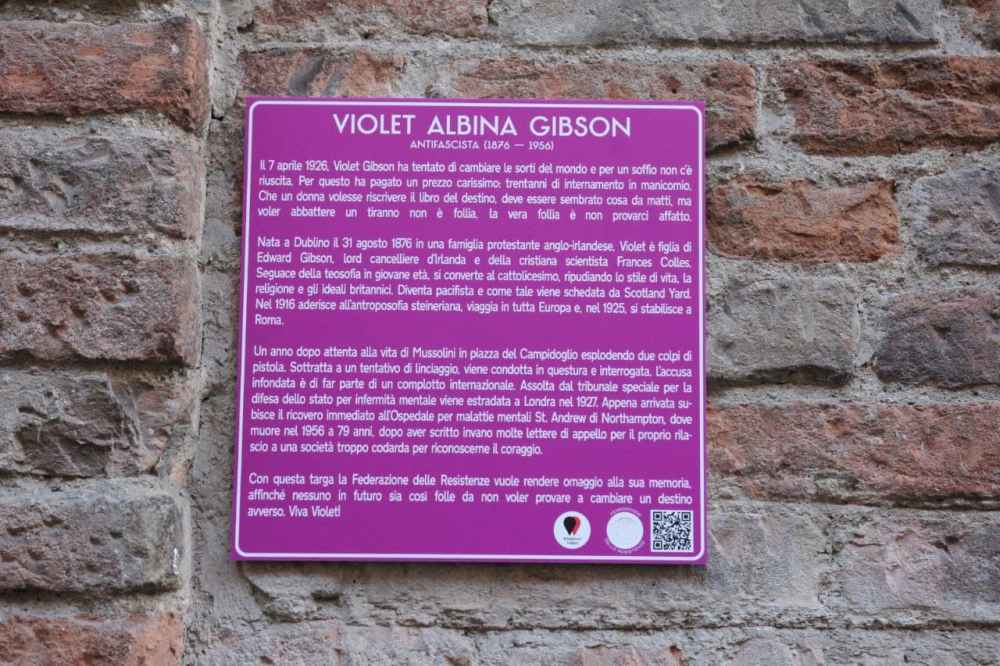 VIOLET ALBINA GIBSON
ANTIFASCISTA (1876 — 1956)
Il 7 aprile 1926, Violet Gibson ha tentato di cambiare le sorti del mondo e per un soffio non c'è
riuscita. Per questo ha pagato un prezzo carissimo: trentanni di internamento in manicomio.
Che un donna volesse riscrivere il libro del destino, deve essere sembrato cosa da matti, ma
voler abbattere un tiranno non è follia, la vera follia è non provarci affatto.
Nata a Dublino il 31 agosto 1876 in una famiglia protestante anglo-irlandese, Violet è figlia di
Edward Gibson, lord cancelliere d'Irlanda e della cristiana scientista Frances Colles.
Seguace della teosofia in giovane età, si converte al cattolicesimo, ripudiando lo stile di vita, la
religione e gli ideali britannici. Diventa pacifista e come tale viene schedata da Scotland Yard.
Nel 1916 aderisce all'antroposofia steineriana, viaggia in tutta Europa e, nel 1925, si stabilisce a
Roma.
Un anno dopo attenta alla vita di Mussolini in piazza del Campidoglio esplodendo due colpi di
pistola. Sottratta a un tentativo di linciaggio, viene condotta in questura e interrogata. L'accusa
infondata è di far parte di un complotto internazionale. Assolta dal tribunale speciale per la
difesa dello stato per infermità mentale viene estradata a Londra nel 1927. Appena arrivata su-
bisce il ricovero immediato all'Ospedale per malattie mentali St. Andrew di Northampton, dove
muore nel 1956 a 79 anni, dopo aver scritto invano molte lettere di appello per il proprio rila-
scio a una società troppo codarda per riconoscerne il coraggio.
Con questa targa la Federazione delle Resistenze vuole rendere omaggio alla sua memoria,
affinché nessuno in futuro sia così folle da non voler provare a cambiare un destino
avverso. Viva Violet!